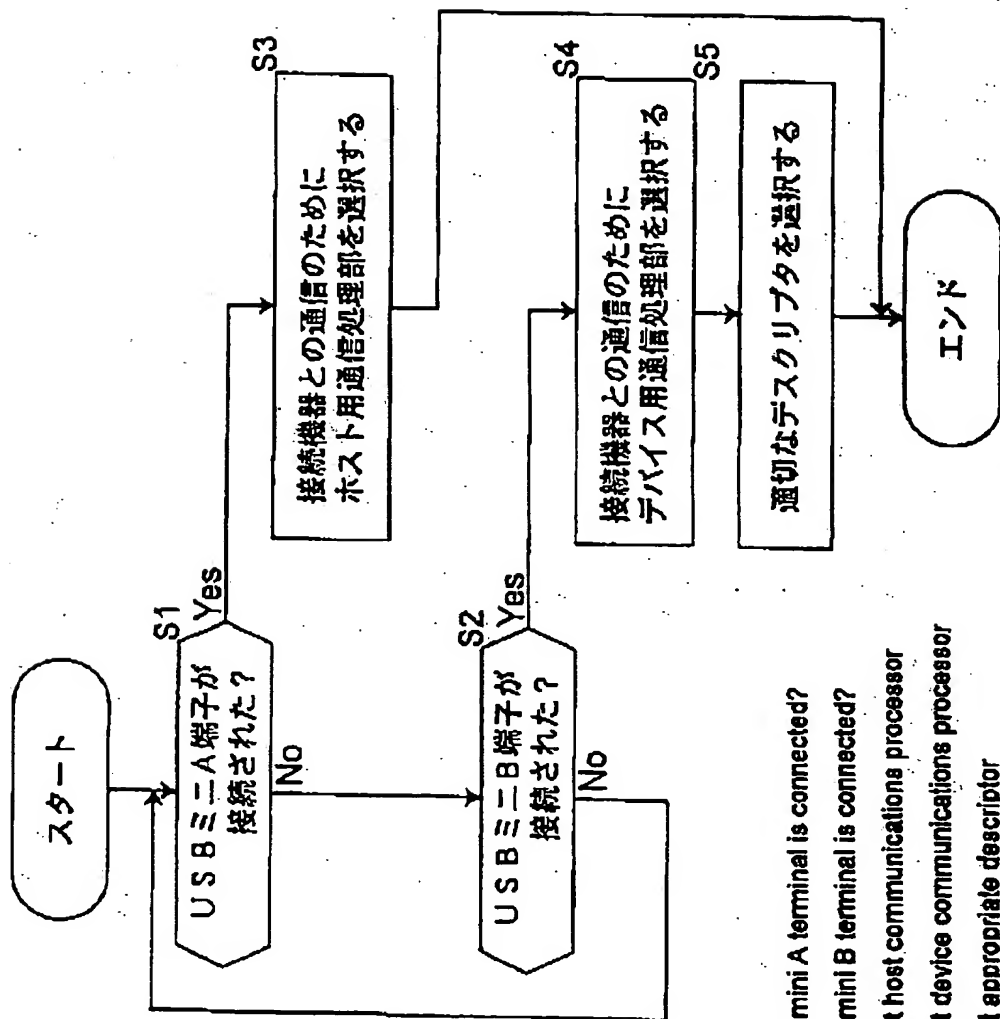 スタート
S1
USBミニA端子が
接続された?
Yes
No
S2
USBミニB端子が
接続された?
Yes
No
S3
接続機器との通信のために
ホスト用通信処理部を選択する
S4
接続機器との通信のために
デバイス用通信処理部を選択する
S5
適切なデスクリプタを選択する
エンド
mini A terminal is connected?
mini B terminal is connected?
t host communications processor
t device communications processor
t appropriate descriptor